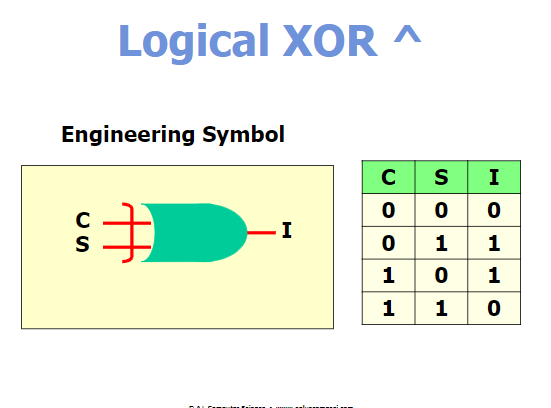 Logical XOR ^
Engineering Symbol
C
S
I
C S I
0 0 0
0 1 1
1 0 1
1 1 0